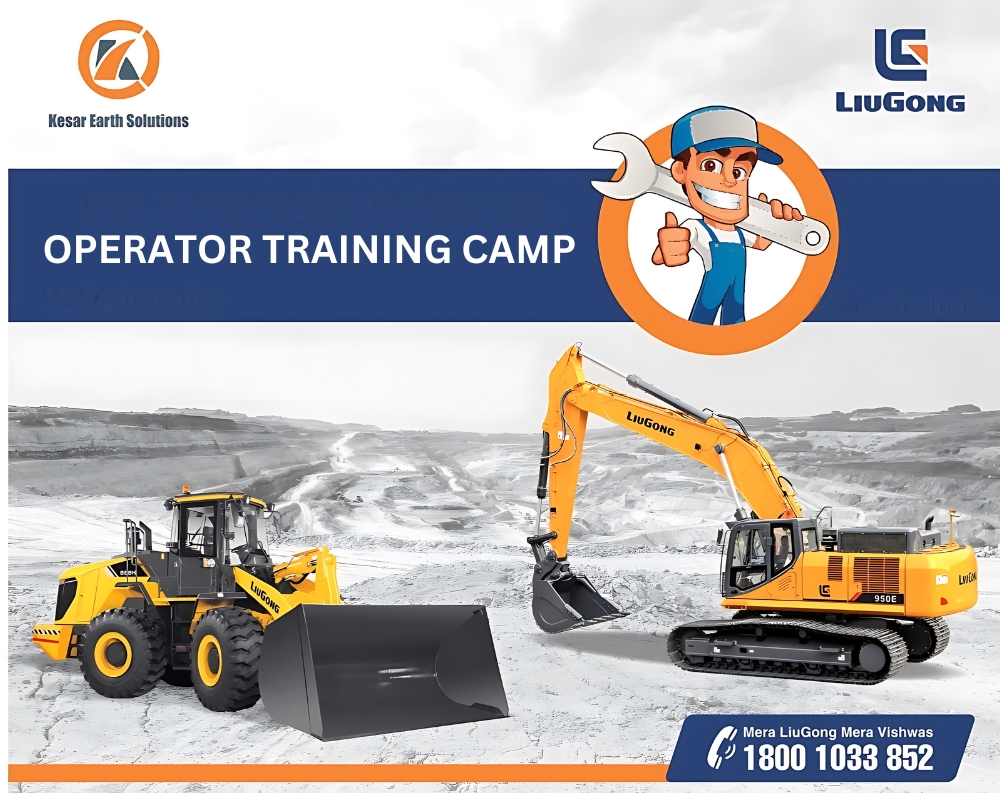 Kesar Earth Solutions
LIUGONG
OPERATOR TRAINING CAMP
LIUGONG
LIUGONG
LIUGONG
950E
Mera LiuGong Mera Vishwas
1800 1033 852